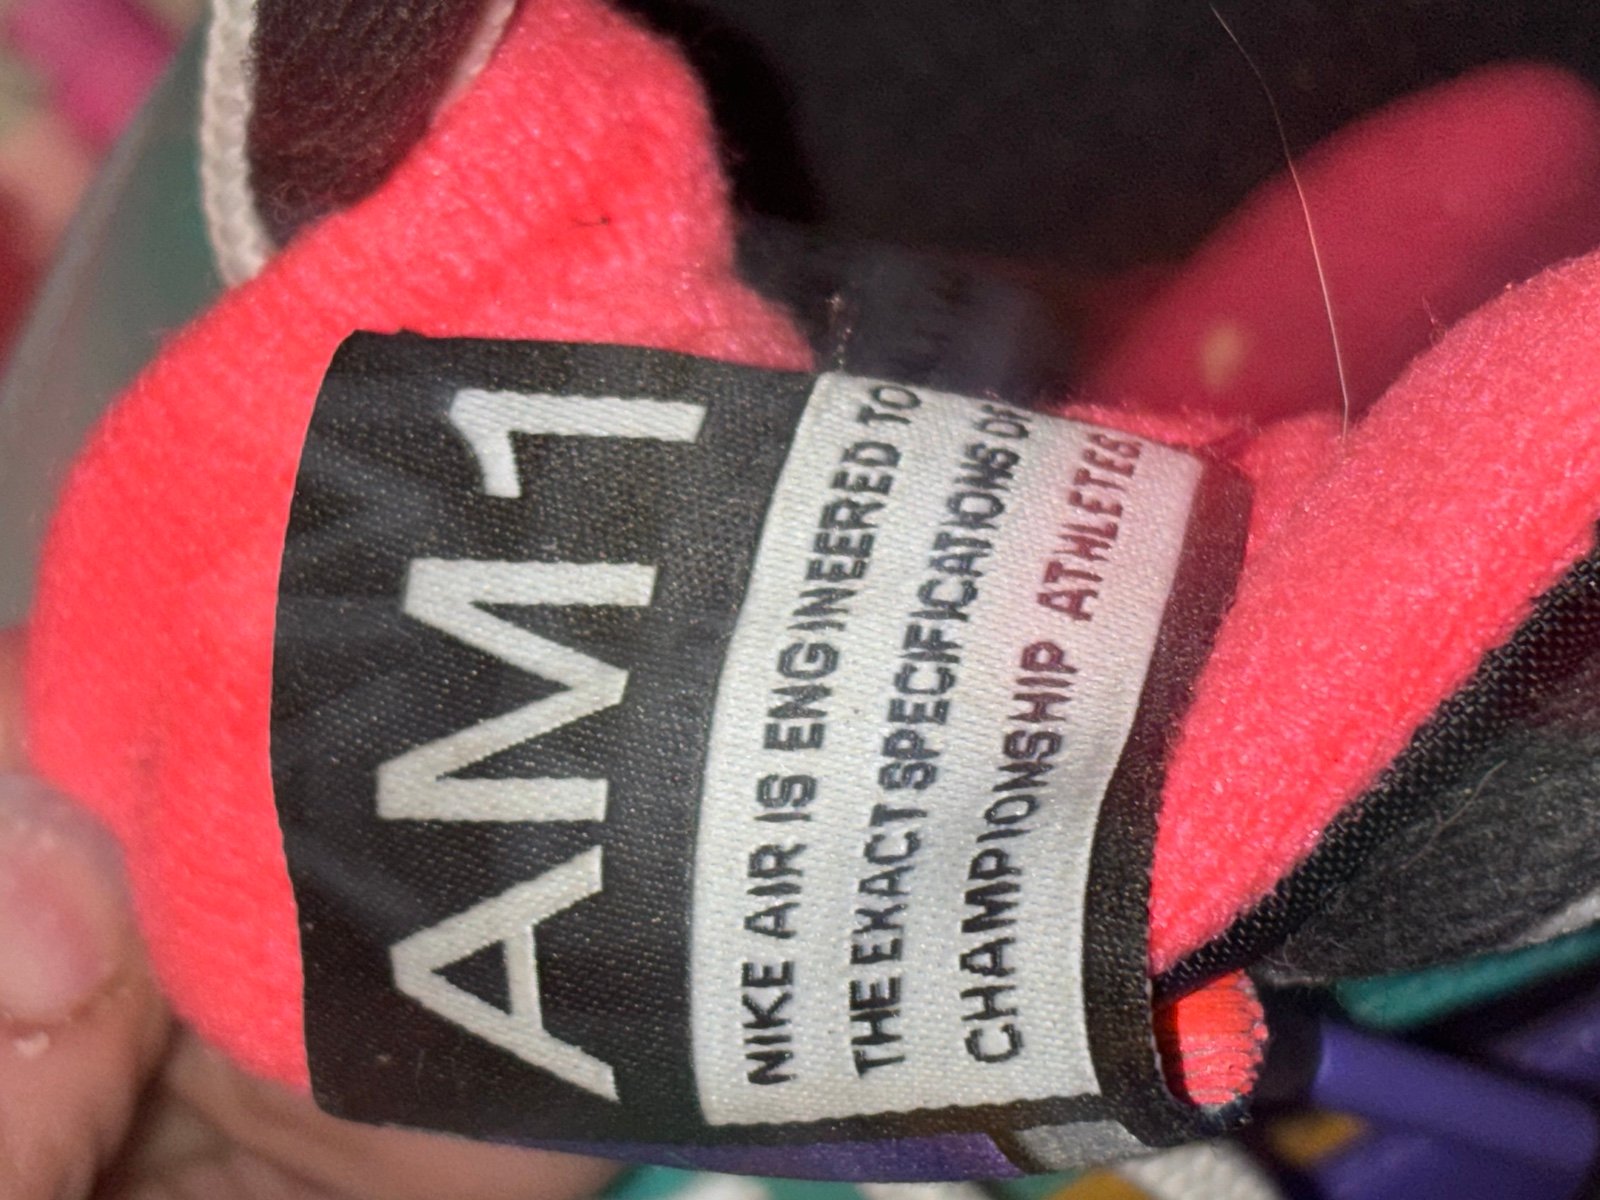 AM1
NIKE AIR IS ENGINEERED TO
THE EXACT SPECIFICATIONS OF
CHAMPIONSHIP ATHLETES